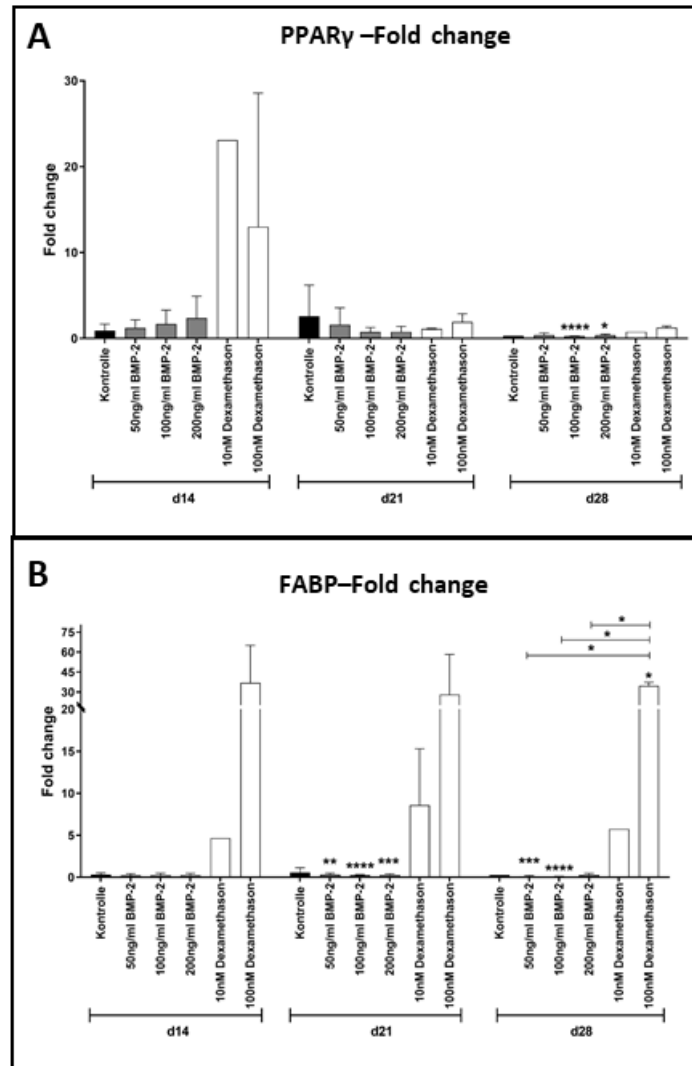 A
PPARγ –Fold change
Fold change
30
20
10
0
Kontrolle
50ng/ml BMP-2
100ng/ml BMP-2
200ng/ml BMP-2
10nM Dexamethason
100nM Dexamethason
Kontrolle
50ng/ml BMP-2
100ng/ml BMP-2
200ng/ml BMP-2
10nM Dexamethason
100nM Dexamethason
Kontrolle
50ng/ml BMP-2
100ng/ml BMP-2
200ng/ml BMP-2
10nM Dexamethason
100nM Dexamethason
**** *
d14 d21 d28
B
FABP–Fold change
Fold change
75
60
45
30
20
15
10
5
0
*
*
*
*
** **** ***
*** ****
Kontrolle
50ng/ml BMP-2
100ng/ml BMP-2
200ng/ml BMP-2
10nM Dexamethason
100nM Dexamethason
Kontrolle
50ng/ml BMP-2
100ng/ml BMP-2
200ng/ml BMP-2
10nM Dexamethason
100nM Dexamethason
Kontrolle
50ng/ml BMP-2
100ng/ml BMP-2
200ng/ml BMP-2
10nM Dexamethason
100nM Dexamethason
d14 d21 d28